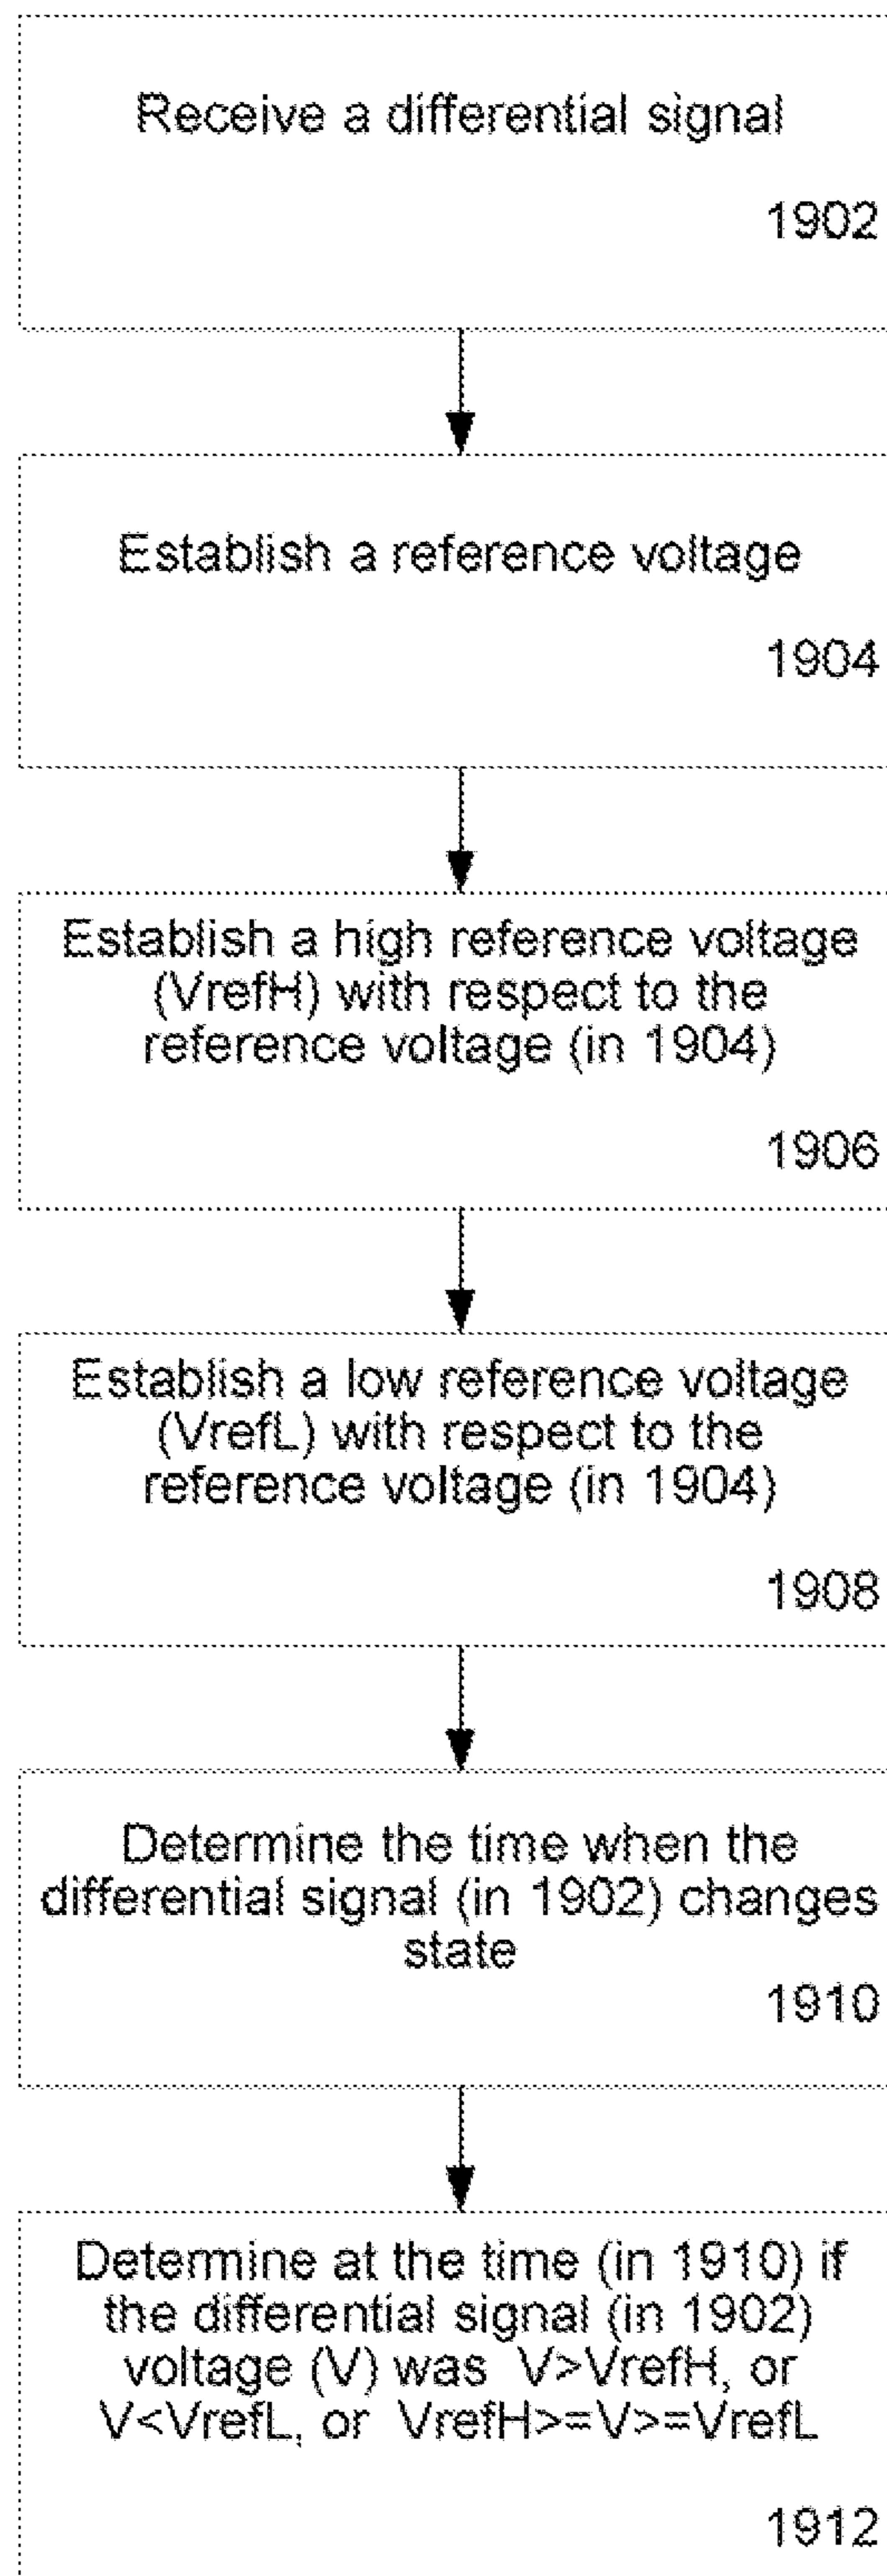 Receive a differential signal
1902
Establish a reference voltage
1904
Establish a high reference voltage
(VrefH) with respect to the
reference voltage (in 1904)
1906
Establish a low reference voltage
(VrefL) with respect to the
reference voltage (in 1904)
1908
Determine the time when the
differential signal (in 1902) changes
state
1910
Determine at the time (in 1910) if
the differential signal (in 1902)
voltage (V) was V>VrefH, or
V<VrefL, or VrefH>=V>=VrefL
1912